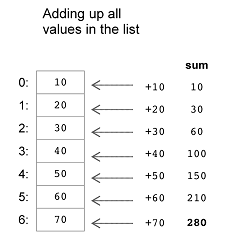 Adding up all
values in the list
sum
0: 10 +10 10
1: 20 +20 30
2: 30 +30 60
3: 40 +40 100
4: 50 +50 150
5: 60 +60 210
6: 70 +70 280